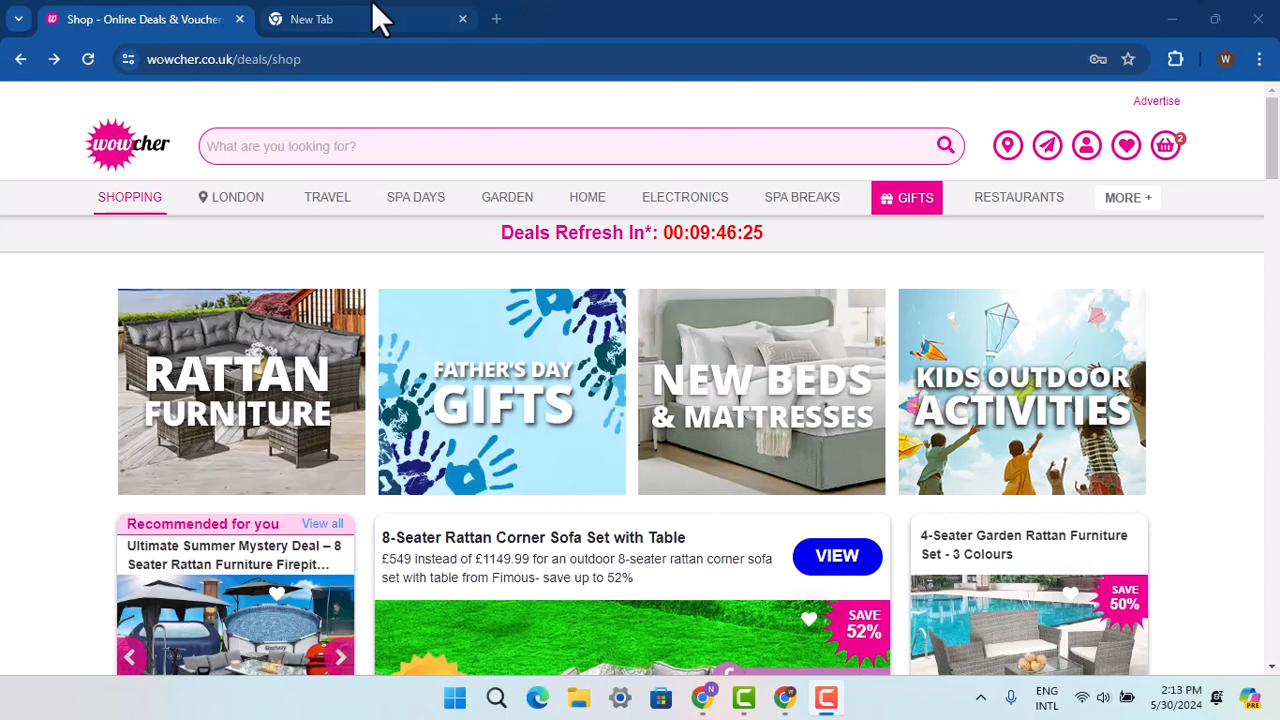 Shop - Online Deals & Voucher
New Tab
wowcher.co.uk/deals/shop
W
Advertise
wowcher
What are you looking for?
2
SHOPPING
LONDON
TRAVEL
SPA DAYS
GARDEN
HOME
ELECTRONICS
SPA BREAKS
GIFTS
RESTAURANTS
MORE +
Deals Refresh In*: 00:09:46:25
RATTAN
FURNITURE
FATHER'S DAY
GIFTS
NEW BEDS
& MATTRESSES
KIDS OUTDOOR
ACTIVITIES
Recommended for you
View all
Ultimate Summer Mystery Deal – 8
Seater Rattan Furniture Firepit...
8-Seater Rattan Corner Sofa Set with Table
£549 instead of £1149.99 for an outdoor 8-seater rattan corner sofa
set with table from Fimous- save up to 52%
VIEW
SAVE
52%
4-Seater Garden Rattan Furniture
Set - 3 Colours
SAVE
50%
N
W
ENG
INTL
2:13 PM
5/30/2024
PRE